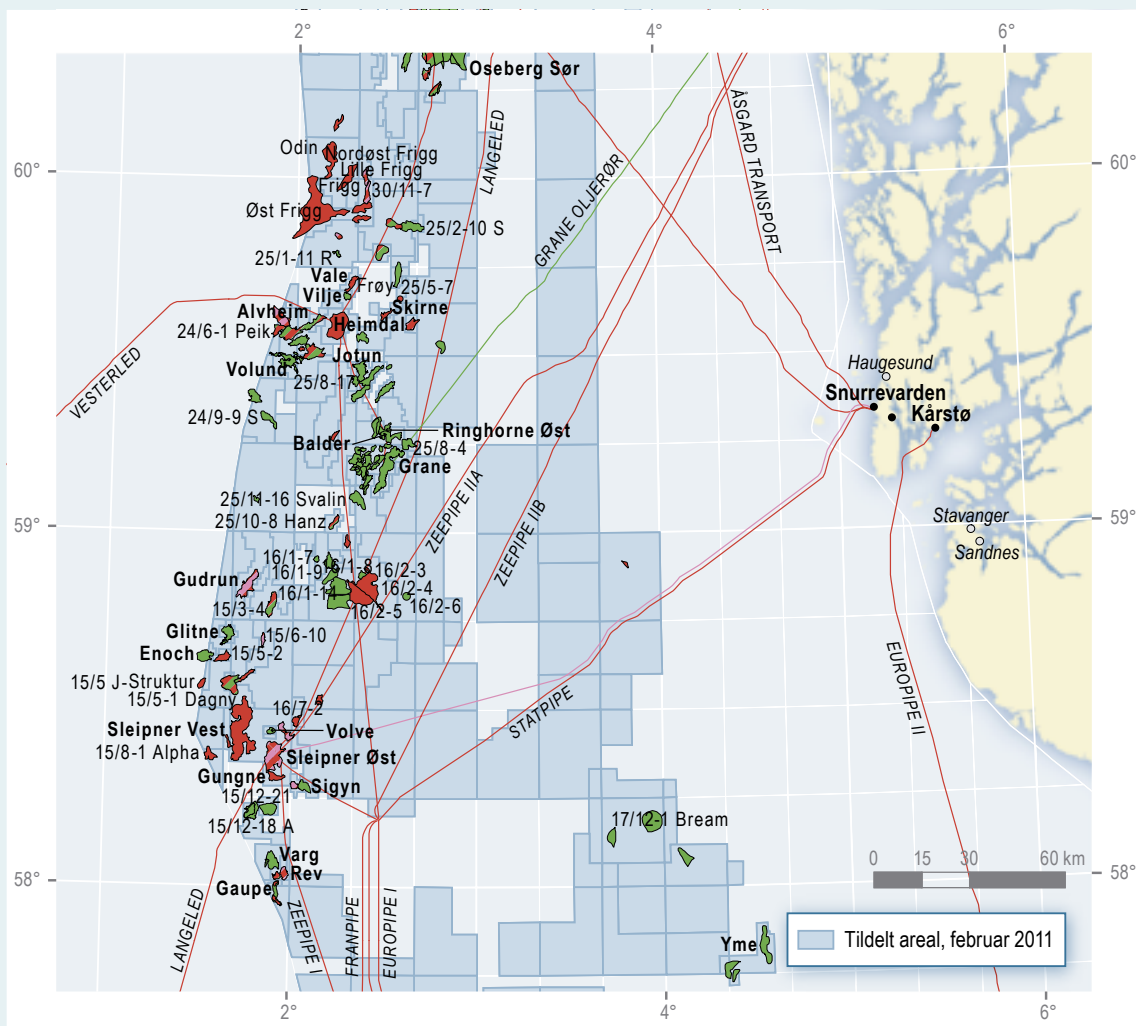 2°
4°
6°
Oseberg Sør
ÅSGARD TRANSPORT
LANGELED
Odin
Nordøst Frigg
60°
60°
Lille Frigg
Frigg
30/11-7
GRANE OLJERØR
Øst Frigg
25/2-10 S
25/1-11 R
Vale
Frøy
25/5-7
Vilje
Alvheim
Skirne
24/6-1 Peik
Heimdal
VESTERLED
Jotun
Volund
Haugesund
25/8-17
Snurrevarden
24/9-9 S
Kårstø
Ringhorne Øst
Balder
25/8-4
Grane
ZEEPIPE IIA
25/11-16 Svalin
25/10-8 Hanz
59°
59°
Stavanger
Sandnes
ZEEPIPE IIB
16/1-7
16/1-8
16/2-3
16/1-9
Gudrun
16/2-4
16/1-14
15/3-4
16/2-5
16/2-6
Glitne
15/6-10
Enoch
15/5-2
EUROPIPE II
15/5 J-Struktur
15/5-1 Dagny
STATPIPE
16/7-2
Sleipner Vest
Volve
15/8-1 Alpha
Sleipner Øst
Gungne
Sigyn
15/12-21
15/12-18 A
17/12-1 Bream
Varg
0 15 30 60 km
Rev
58°
58°
Gaupe
LANGELED
ZEEPIPE I
FRANPIPE
EUROPIPE I
Yme
Tildelt areal, februar 2011
2°
4°
6°